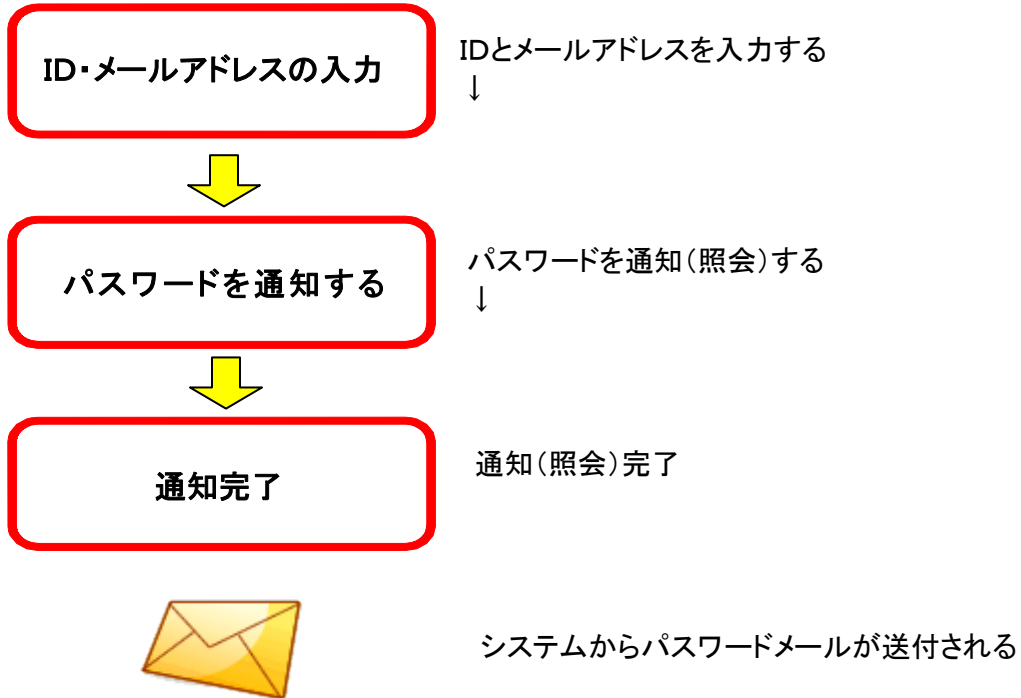 ID・メールアドレスの入力
IDとメールアドレスを入力する
↓
パスワードを通知する
パスワードを通知(照会)する
↓
通知完了
通知(照会)完了
システムからパスワードメールが送付される